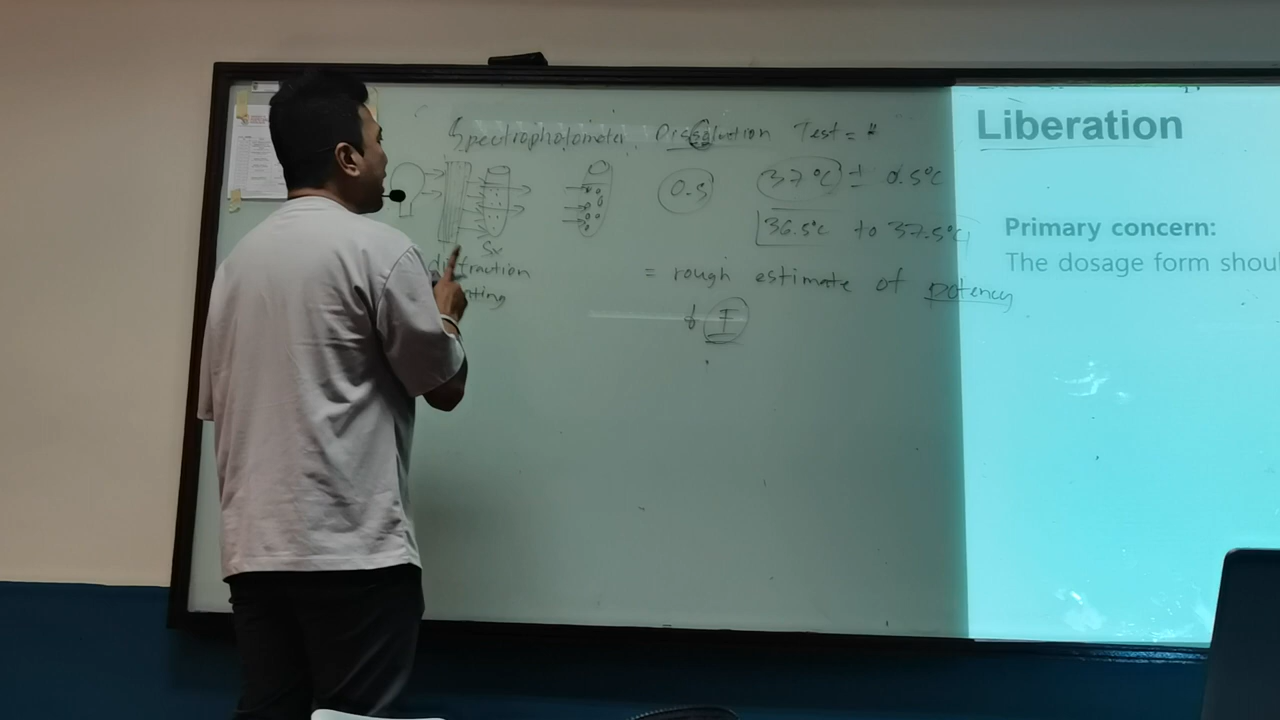 Spectrophotometer Dissolution Test = "
0.5
37°C ± 0.5°C
36.5°C to 37.5°C
Sx
diffraction
ting
= rough estimate of potency
I
Liberation
Primary concern:
The dosage form shoul